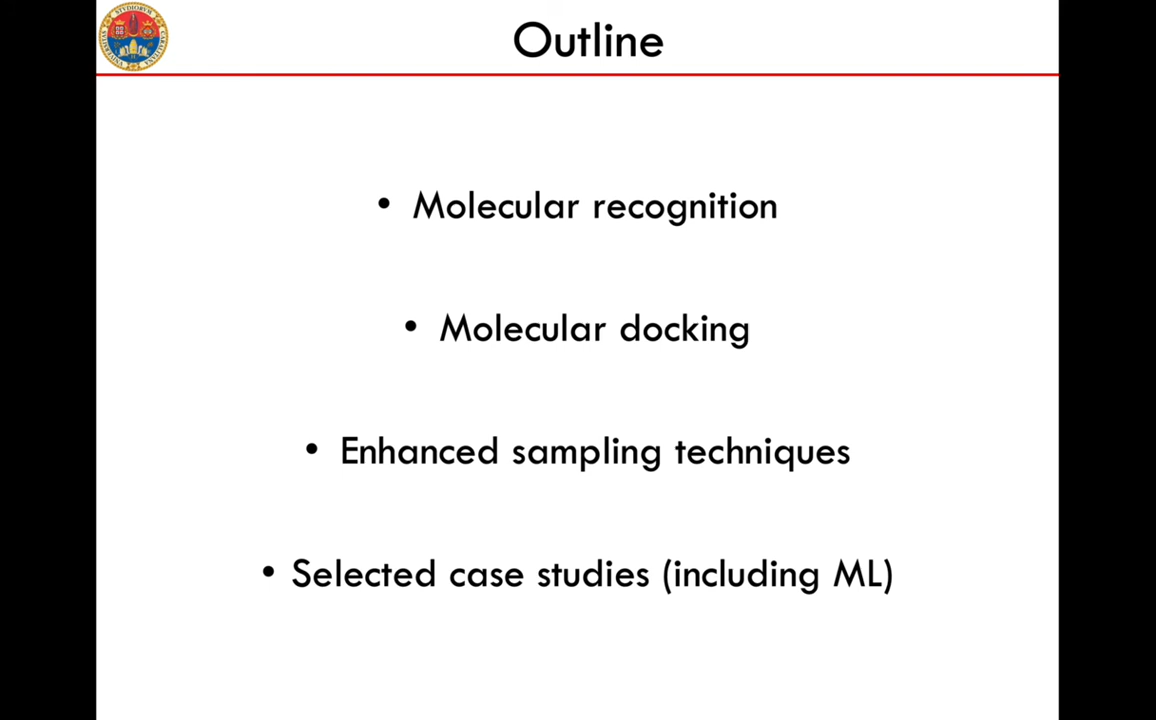 Outline
• Molecular recognition
• Molecular docking
• Enhanced sampling techniques
• Selected case studies (including ML)